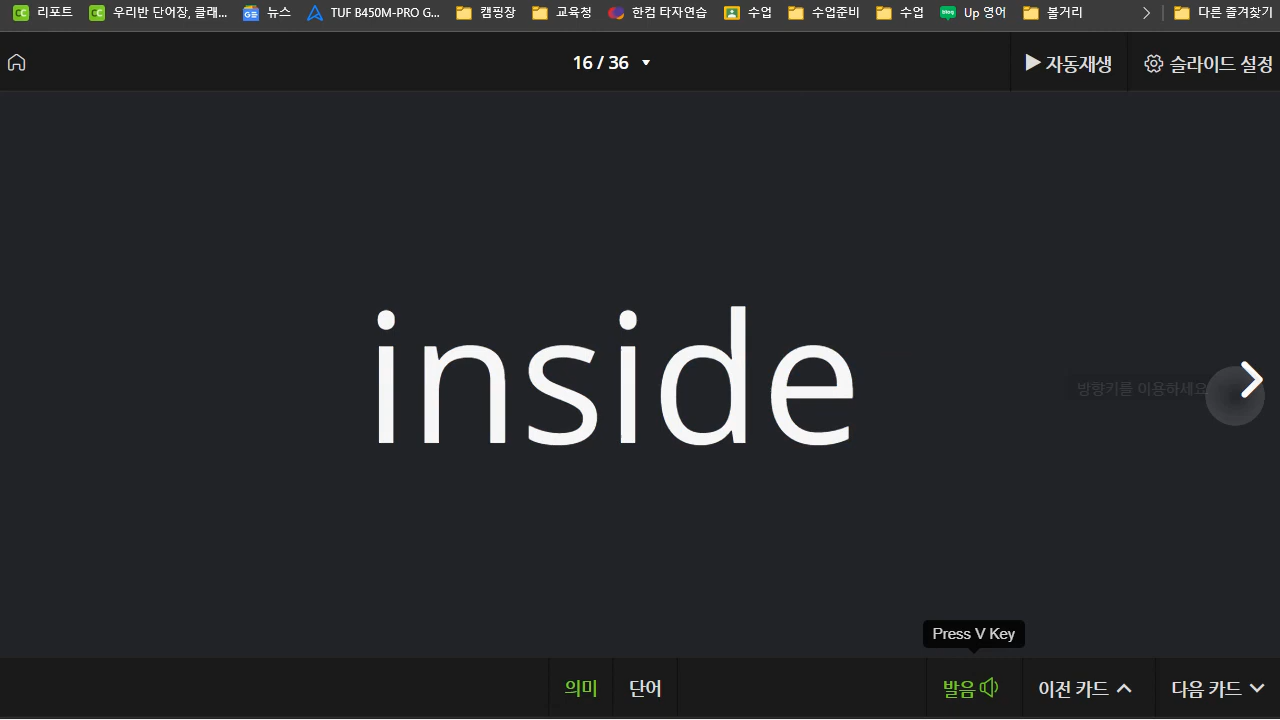 리포트 우리반 단어장, 클래... 뉴스 TUF B450M-PRO G... 캠핑장 교육청 한컴 타자연습 수업 수업준비 수업 Up 영어 볼거리 다른 즐겨찾기
16 / 36 자동재생 슬라이드 설정
inside
방향키를 이용하세요
Press V Key
의미 단어 발음 이전 카드 다음 카드